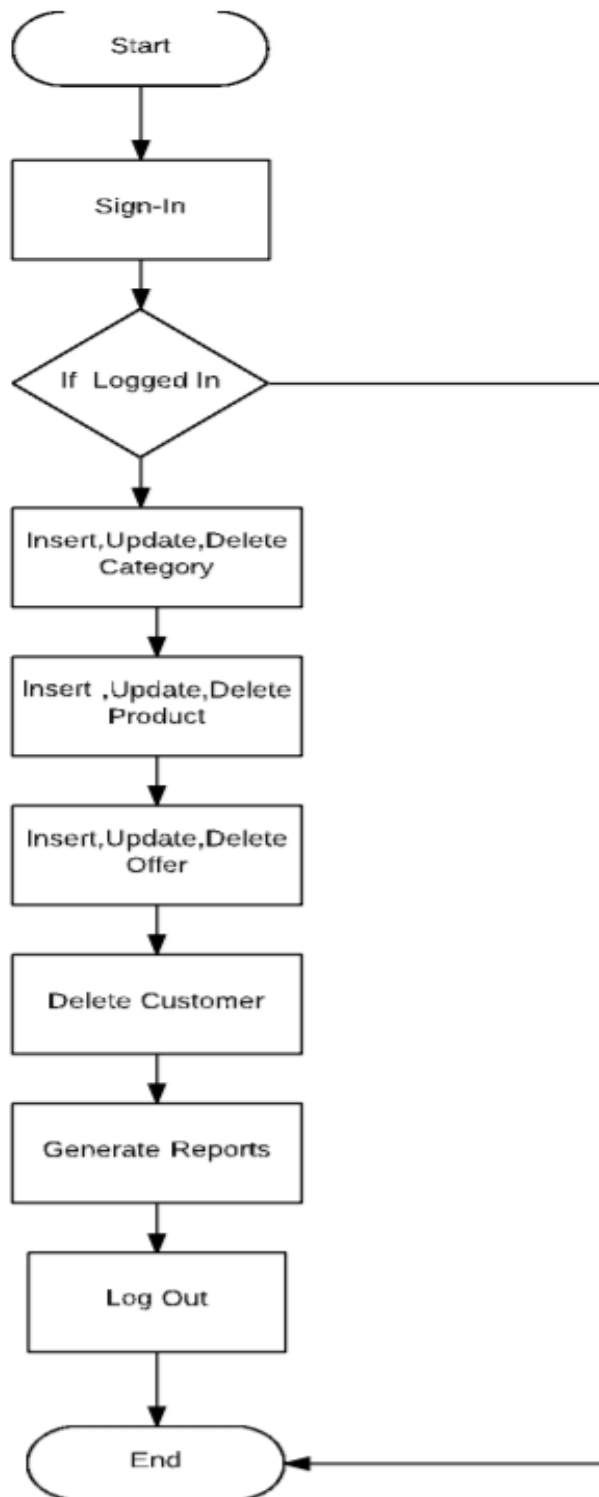 Start
Sign-In
If Logged In
Insert,Update,Delete
Category
Insert ,Update,Delete
Product
Insert,Update,Delete
Offer
Delete Customer
Generate Reports
Log Out
End